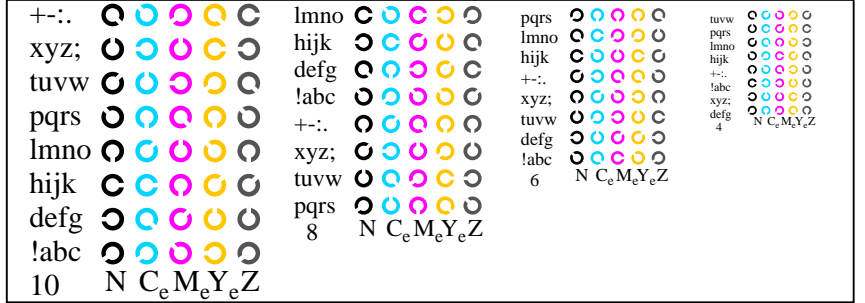 +-:.
xyz;
tuvw
pqrs
lmno
hijk
defg
!abc
10 N CeMeYeZ
lmno
hijk
defg
!abc
+-:.
xyz;
tuvw
pqrs
8 N CeMeYeZ
pqrs
lmno
hijk
+-:.
xyz;
tuvw
defg
!abc
6 N CeMeYeZ
tuvw
pqrs
lmno
hijk
+-:.
!abc
xyz;
defg
N CeMeYeZ
4